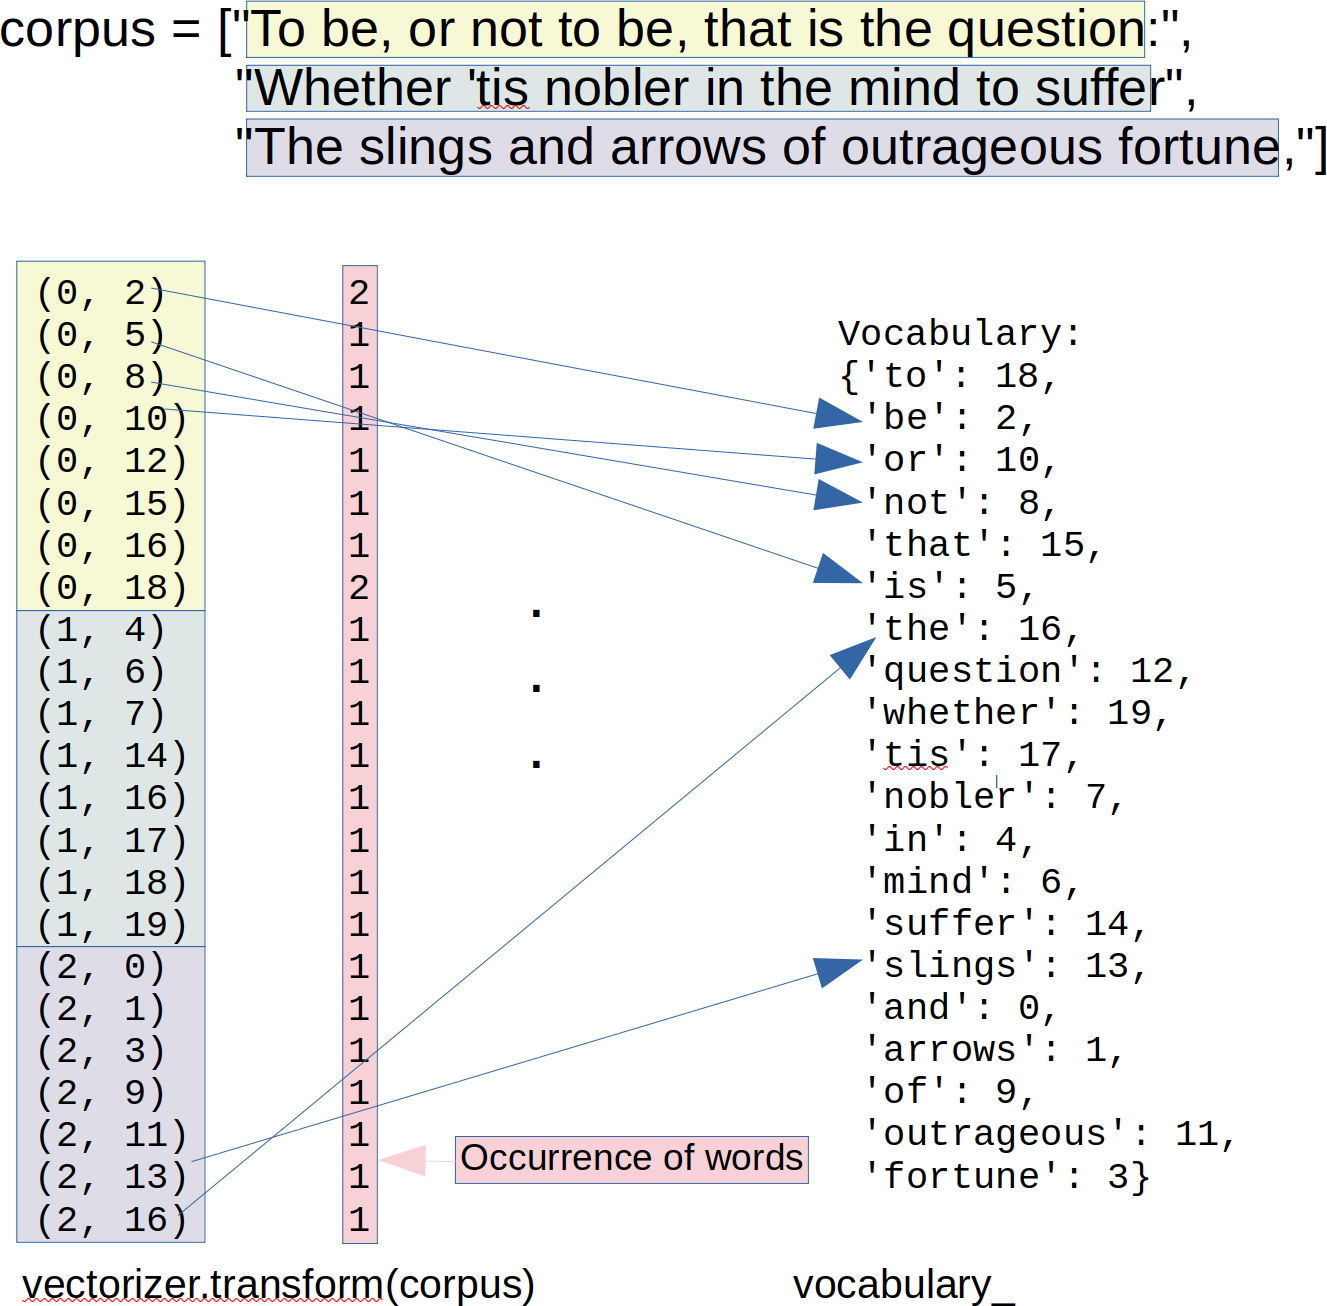 corpus = ["To be, or not to be, that is the question:",
"Whether 'tis nobler in the mind to suffer",
"The slings and arrows of outrageous fortune,"]
(0, 2) 2
(0, 5) 1
(0, 8) 1
(0, 10) 1
(0, 12) 1
(0, 15) 1
(0, 16) 1
(0, 18) 2
(1, 4) 1
(1, 6) 1
(1, 7) 1
(1, 14) 1
(1, 16) 1
(1, 17) 1
(1, 18) 1
(1, 19) 1
(2, 0) 1
(2, 1) 1
(2, 3) 1
(2, 9) 1
(2, 11) 1
(2, 13) 1
(2, 16) 1
.
.
.
Occurrence of words
Vocabulary:
{'to': 18,
'be': 2,
'or': 10,
'not': 8,
'that': 15,
'is': 5,
'the': 16,
'question': 12,
'whether': 19,
'tis': 17,
'nobler': 7,
'in': 4,
'mind': 6,
'suffer': 14,
'slings': 13,
'and': 0,
'arrows': 1,
'of': 9,
'outrageous': 11,
'fortune': 3}
vectorizer.transform(corpus)
vocabulary_